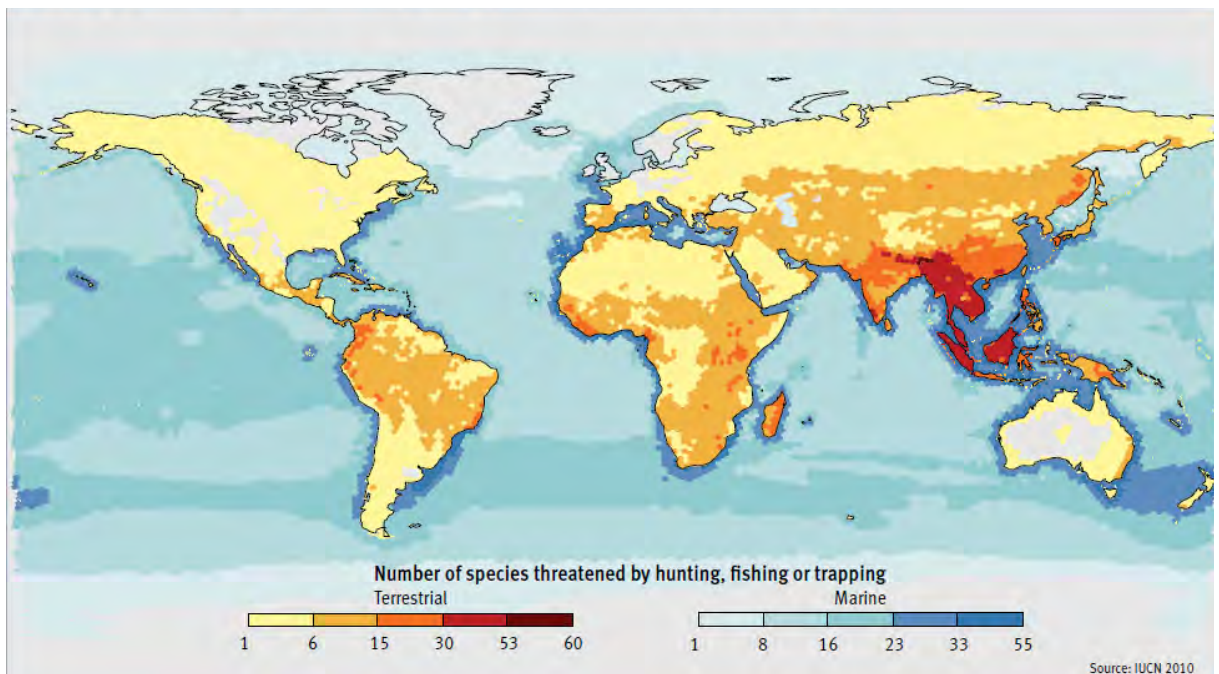 Number of species threatened by hunting, fishing or trapping
Terrestrial
Marine
1 6 15 30 53 60
1 8 16 23 33 55
Source: IUCN 2010